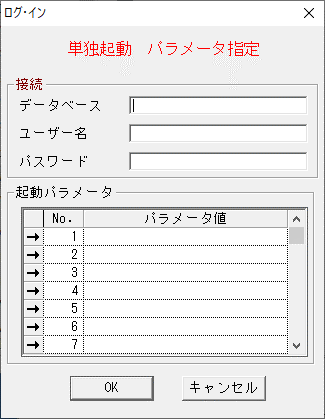 ログ・イン
単独起動　パラメータ指定
接続
データベース
ユーザー名
パスワード
起動パラメータ
No. パラメータ値
→ 1
→ 2
→ 3
→ 4
→ 5
→ 6
→ 7
OK キャンセル